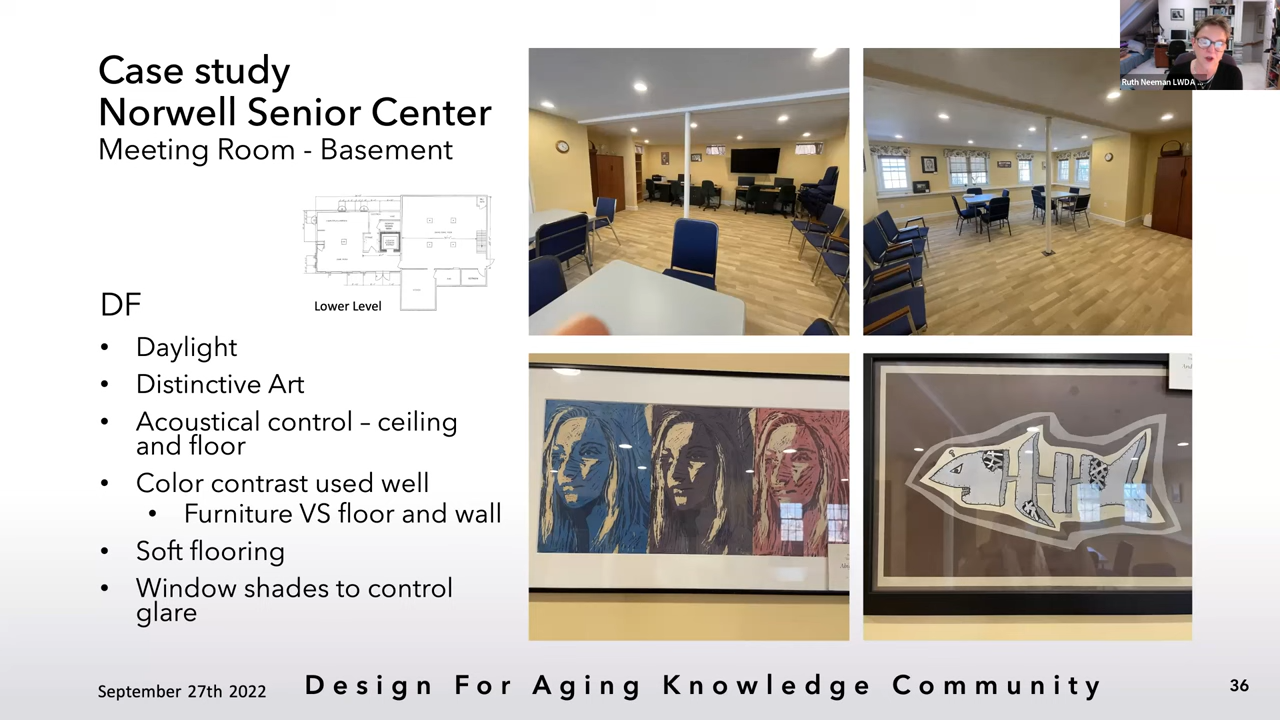 Case study
Norwell Senior Center
Meeting Room - Basement
Lower Level
DF
• Daylight
• Distinctive Art
• Acoustical control – ceiling
and floor
• Color contrast used well
• Furniture VS floor and wall
• Soft flooring
• Window shades to control
glare
Ruth Neeman LWDA
September 27th 2022
Design For Aging Knowledge Community
36